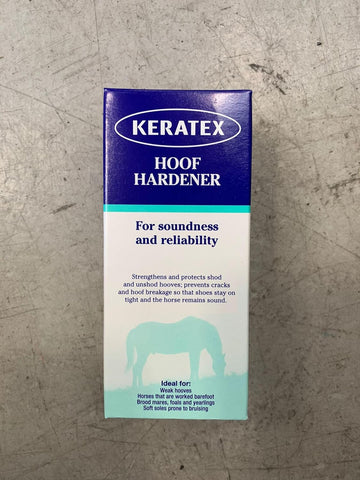 KERATEX
HOOF
HARDENER
For soundness
and reliability
Strengthens and protects shod
and unshod hooves; prevents cracks
and hoof breakage so that shoes stay on
tight and the horse remains sound.
Ideal for:
Weak hooves
Horses that are worked barefoot
Brood mares, foals and yearlings
Soft soles prone to bruising